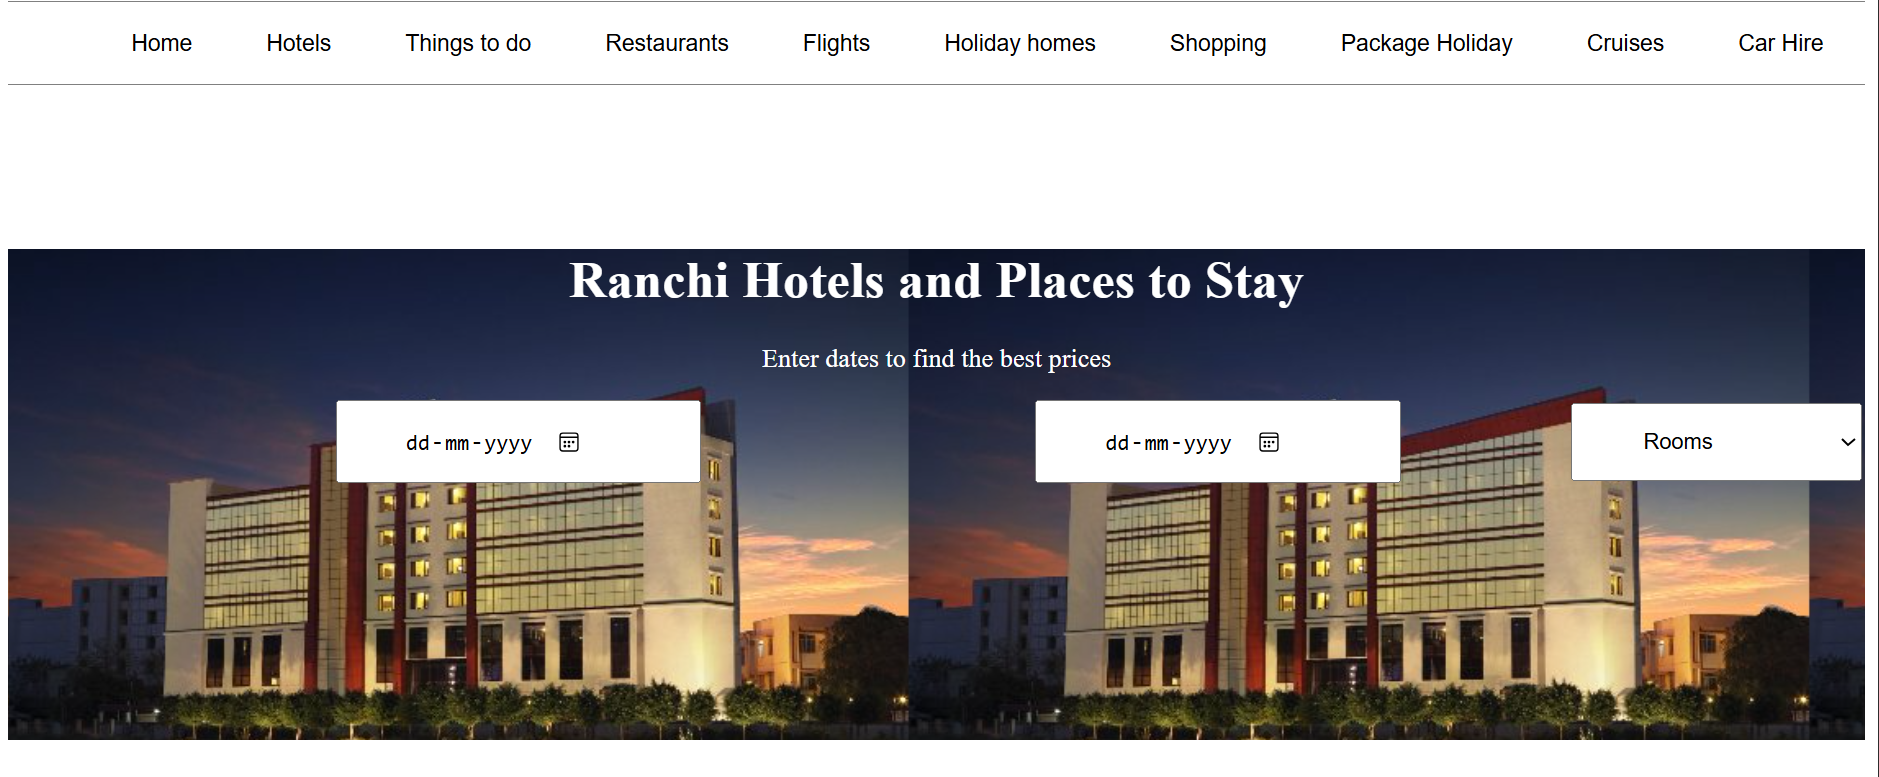 Home Hotels Things to do Restaurants Flights Holiday homes Shopping Package Holiday Cruises Car Hire
Ranchi Hotels and Places to Stay
Enter dates to find the best prices
dd-mm-yyyy dd-mm-yyyy Rooms